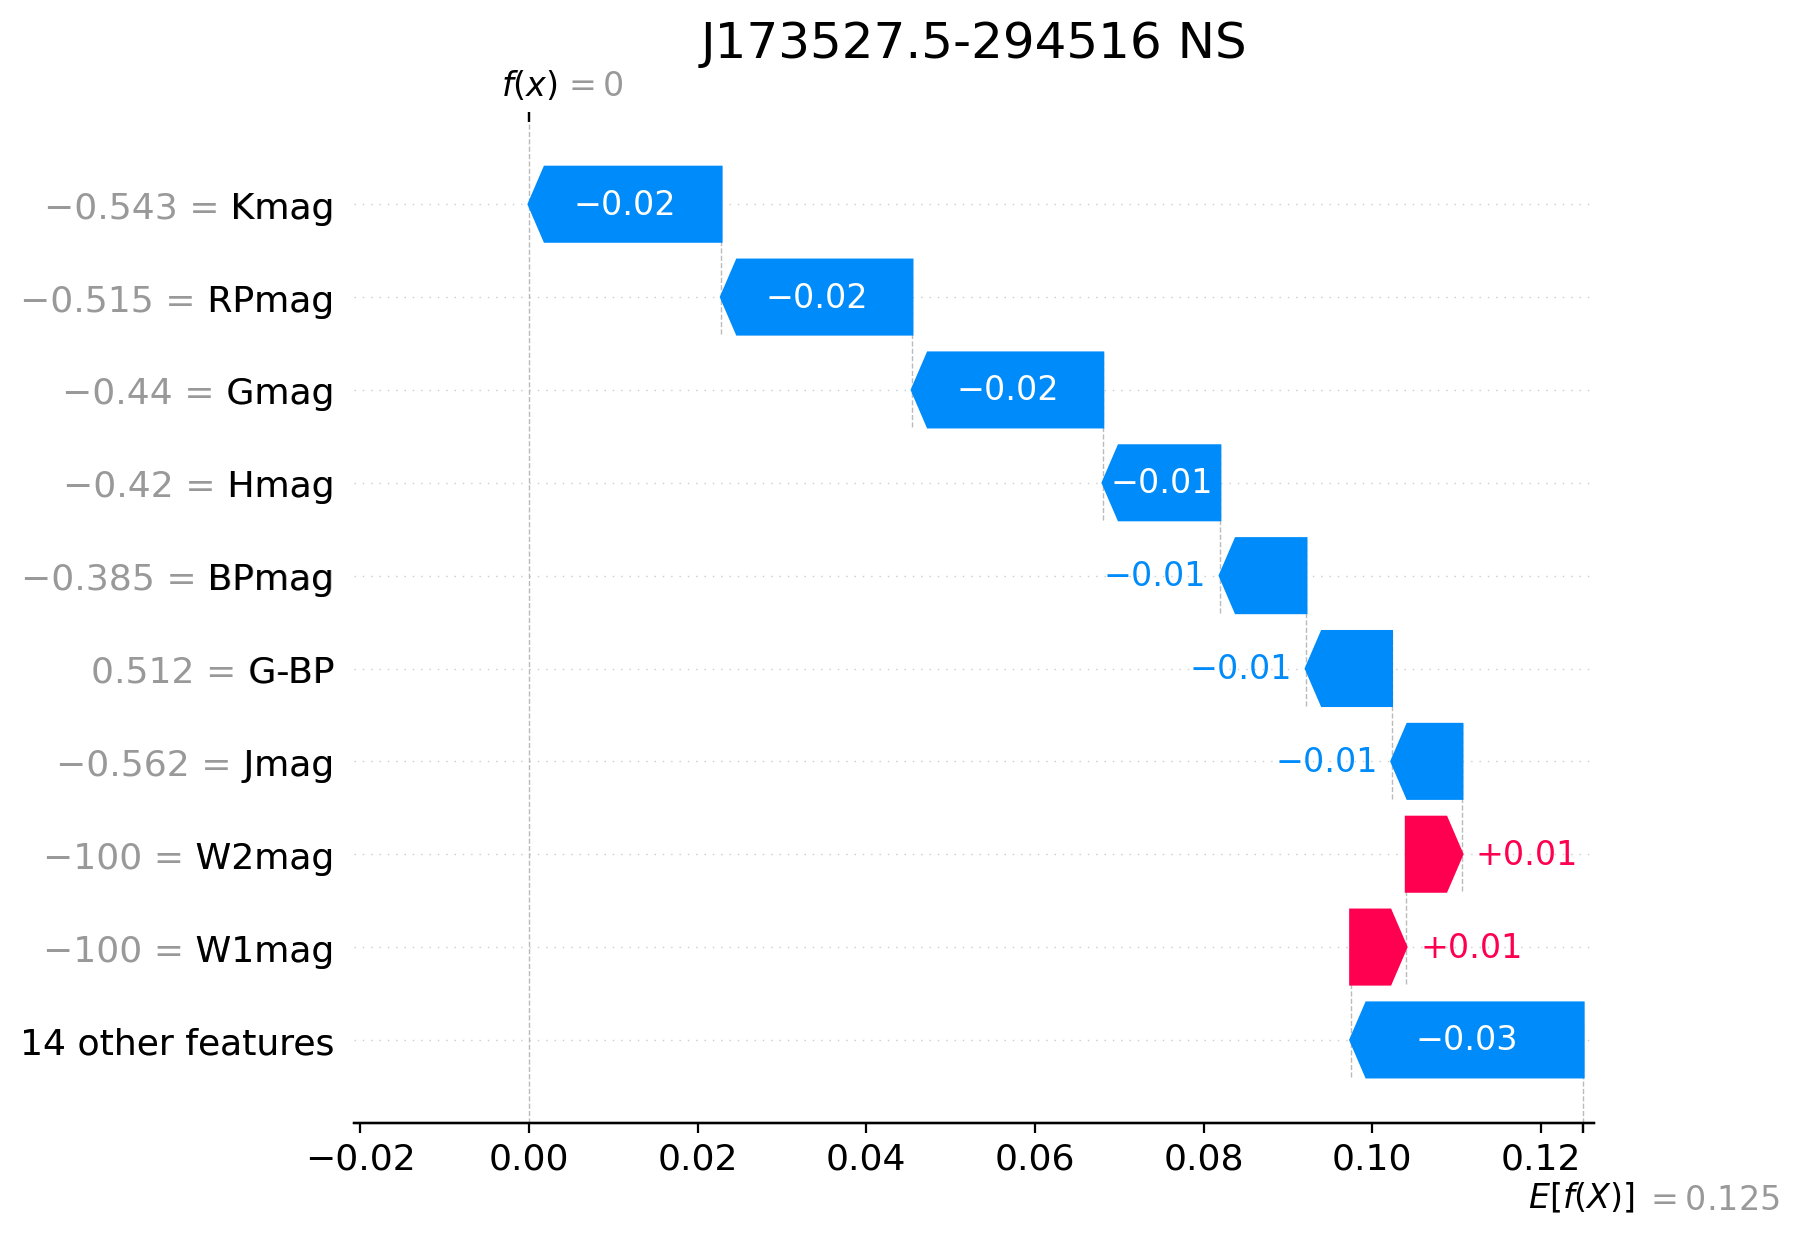 J173527.5-294516 NS
f(x) = 0
−0.543 = Kmag
−0.02
−0.515 = RPmag
−0.02
−0.44 = Gmag
−0.02
−0.42 = Hmag
−0.01
−0.385 = BPmag
−0.01
0.512 = G-BP
−0.01
−0.562 = Jmag
−0.01
−100 = W2mag
+0.01
−100 = W1mag
+0.01
14 other features
−0.03
−0.02 0.00 0.02 0.04 0.06 0.08 0.10 0.12
E[f(X)] = 0.125